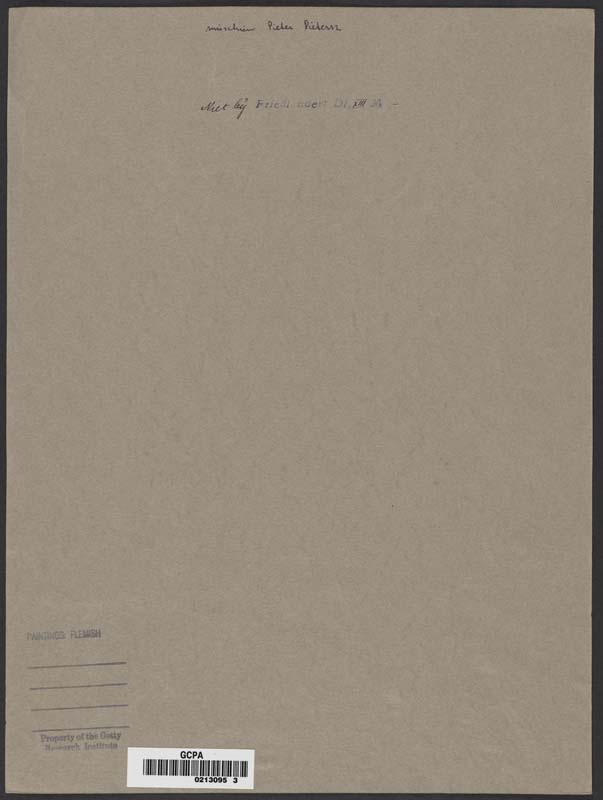 misschien Pieter Pietersz
Niet bij Friedländer Dl. XIII
PAINTINGS: FLEMISH
Property of the Getty
Research Institute
GCPA
0213095 3